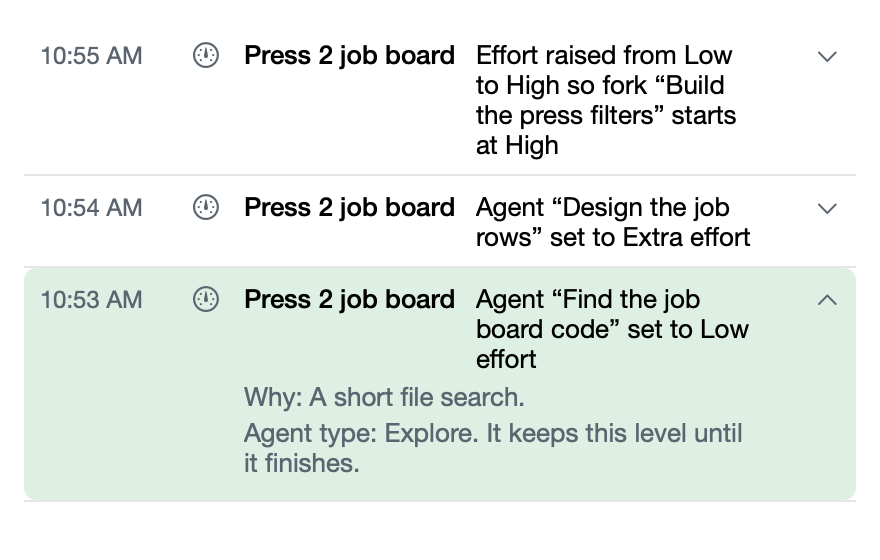 10:55 AM Press 2 job board Effort raised from Low
to High so fork “Build
the press filters” starts
at High
10:54 AM Press 2 job board Agent “Design the job
rows” set to Extra effort
10:53 AM Press 2 job board Agent “Find the job
board code” set to Low
effort
Why: A short file search.
Agent type: Explore. It keeps this level until
it finishes.